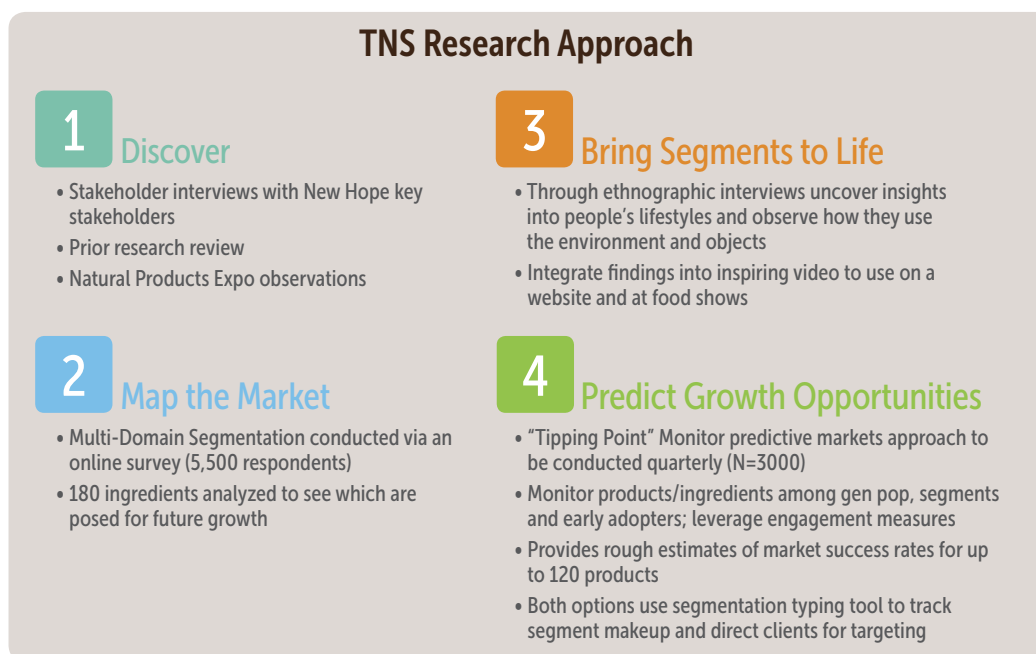 TNS Research Approach
1
Discover
• Stakeholder interviews with New Hope key
stakeholders
• Prior research review
• Natural Products Expo observations
2
Map the Market
• Multi-Domain Segmentation conducted via an
online survey (5,500 respondents)
• 180 ingredients analyzed to see which are
posed for future growth
3
Bring Segments to Life
• Through ethnographic interviews uncover insights
into people’s lifestyles and observe how they use
the environment and objects
• Integrate findings into inspiring video to use on a
website and at food shows
4
Predict Growth Opportunities
• “Tipping Point” Monitor predictive markets approach to
be conducted quarterly (N=3000)
• Monitor products/ingredients among gen pop, segments
and early adopters; leverage engagement measures
• Provides rough estimates of market success rates for up
to 120 products
• Both options use segmentation typing tool to track
segment makeup and direct clients for targeting